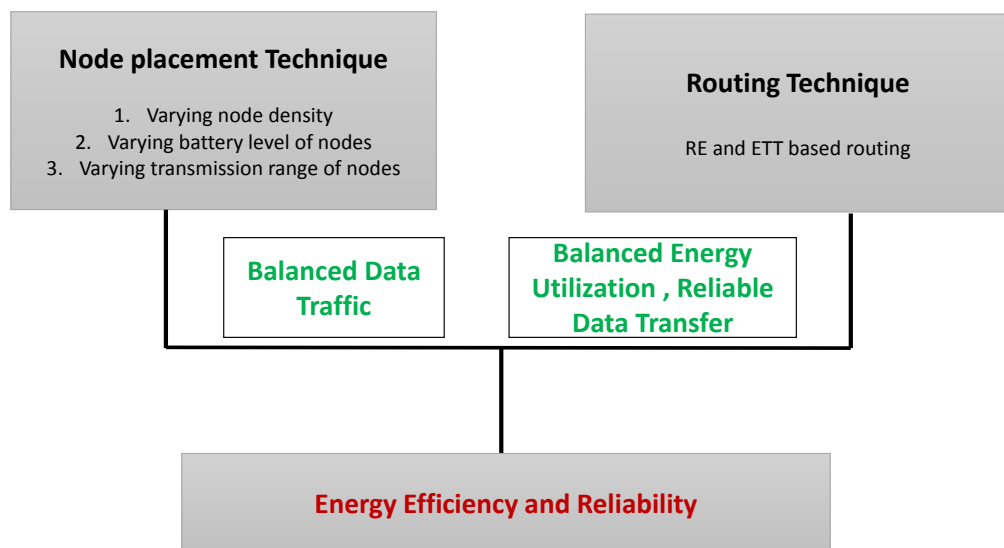 Node placement Technique
1. Varying node density
2. Varying battery level of nodes
3. Varying transmission range of nodes
Routing Technique
RE and ETT based routing
Balanced Data
Traffic
Balanced Energy
Utilization , Reliable
Data Transfer
Energy Efficiency and Reliability